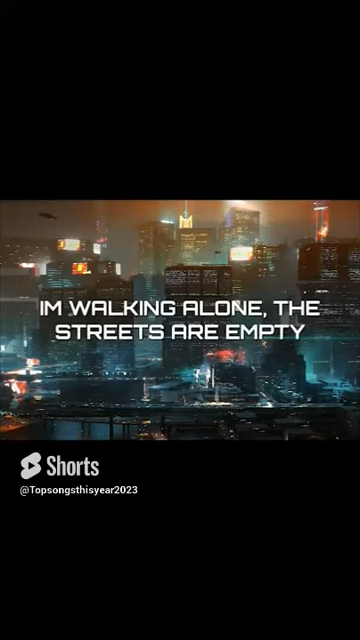 IM WALKING ALONE, THE
STREETS ARE EMPTY
Shorts
@Topsongsthisyear2023